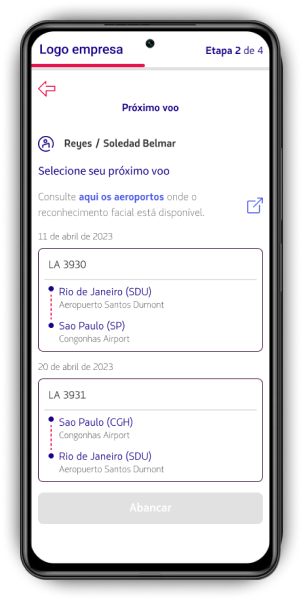 Logo empresa
Etapa 2 de 4
Próximo voo
Reyes / Soledad Belmar
Selecione seu próximo voo
Consulte aqui os aeroportos onde o
reconhecimento facial está disponível.
11 de abril de 2023
LA 3930
Rio de Janeiro (SDU)
Aeropuerto Santos Dumont
Sao Paulo (SP)
Congonhas Airport
20 de abril de 2023
LA 3931
Sao Paulo (CGH)
Congonhas Airport
Rio de Janeiro (SDU)
Aeropuerto Santos Dumont
Abancar